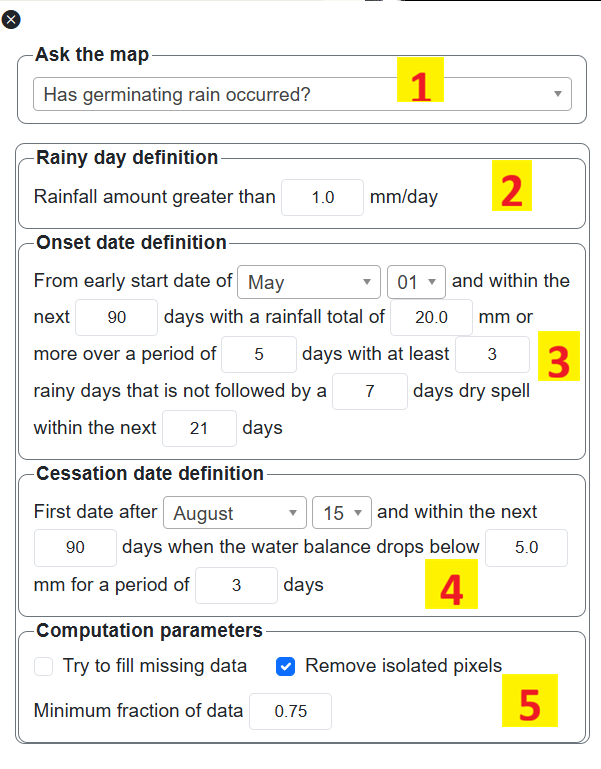 Ask the map
Has germinating rain occurred?
1
Rainy day definition
Rainfall amount greater than 1.0 mm/day
2
Onset date definition
From early start date of May 01 and within the
next 90 days with a rainfall total of 20.0 mm or
more over a period of 5 days with at least 3
3
rainy days that is not followed by a 7 days dry spell
within the next 21 days
Cessation date definition
First date after August 15 and within the next
90 days when the water balance drops below 5.0
mm for a period of 3 days
4
Computation parameters
Try to fill missing data Remove isolated pixels
5
Minimum fraction of data 0.75